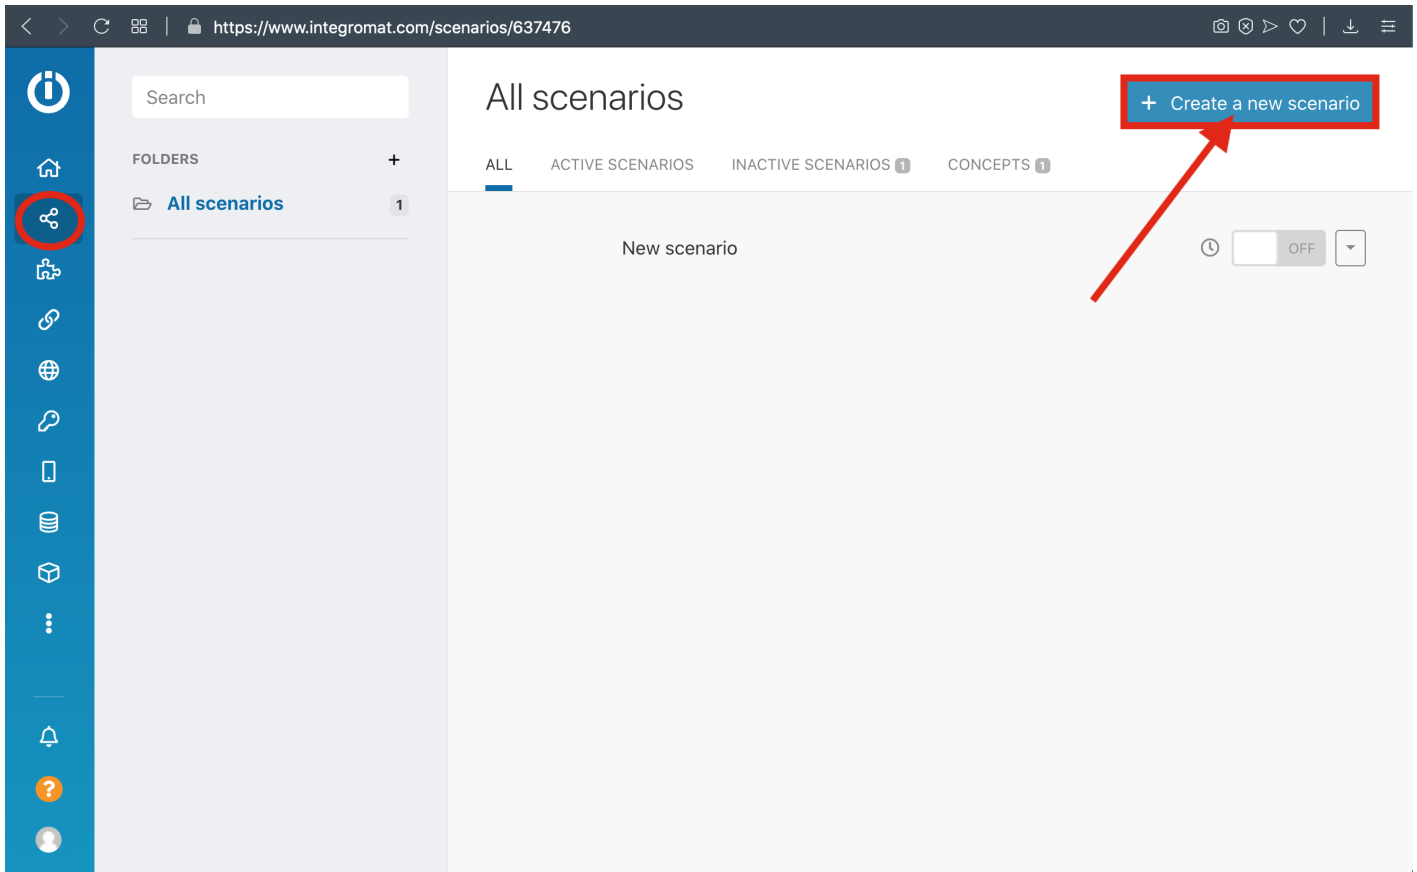 https://www.integromat.com/scenarios/637476
Search
FOLDERS +
All scenarios 1
All scenarios
+ Create a new scenario
ALL ACTIVE SCENARIOS INACTIVE SCENARIOS 1 CONCEPTS 1
New scenario
OFF
?